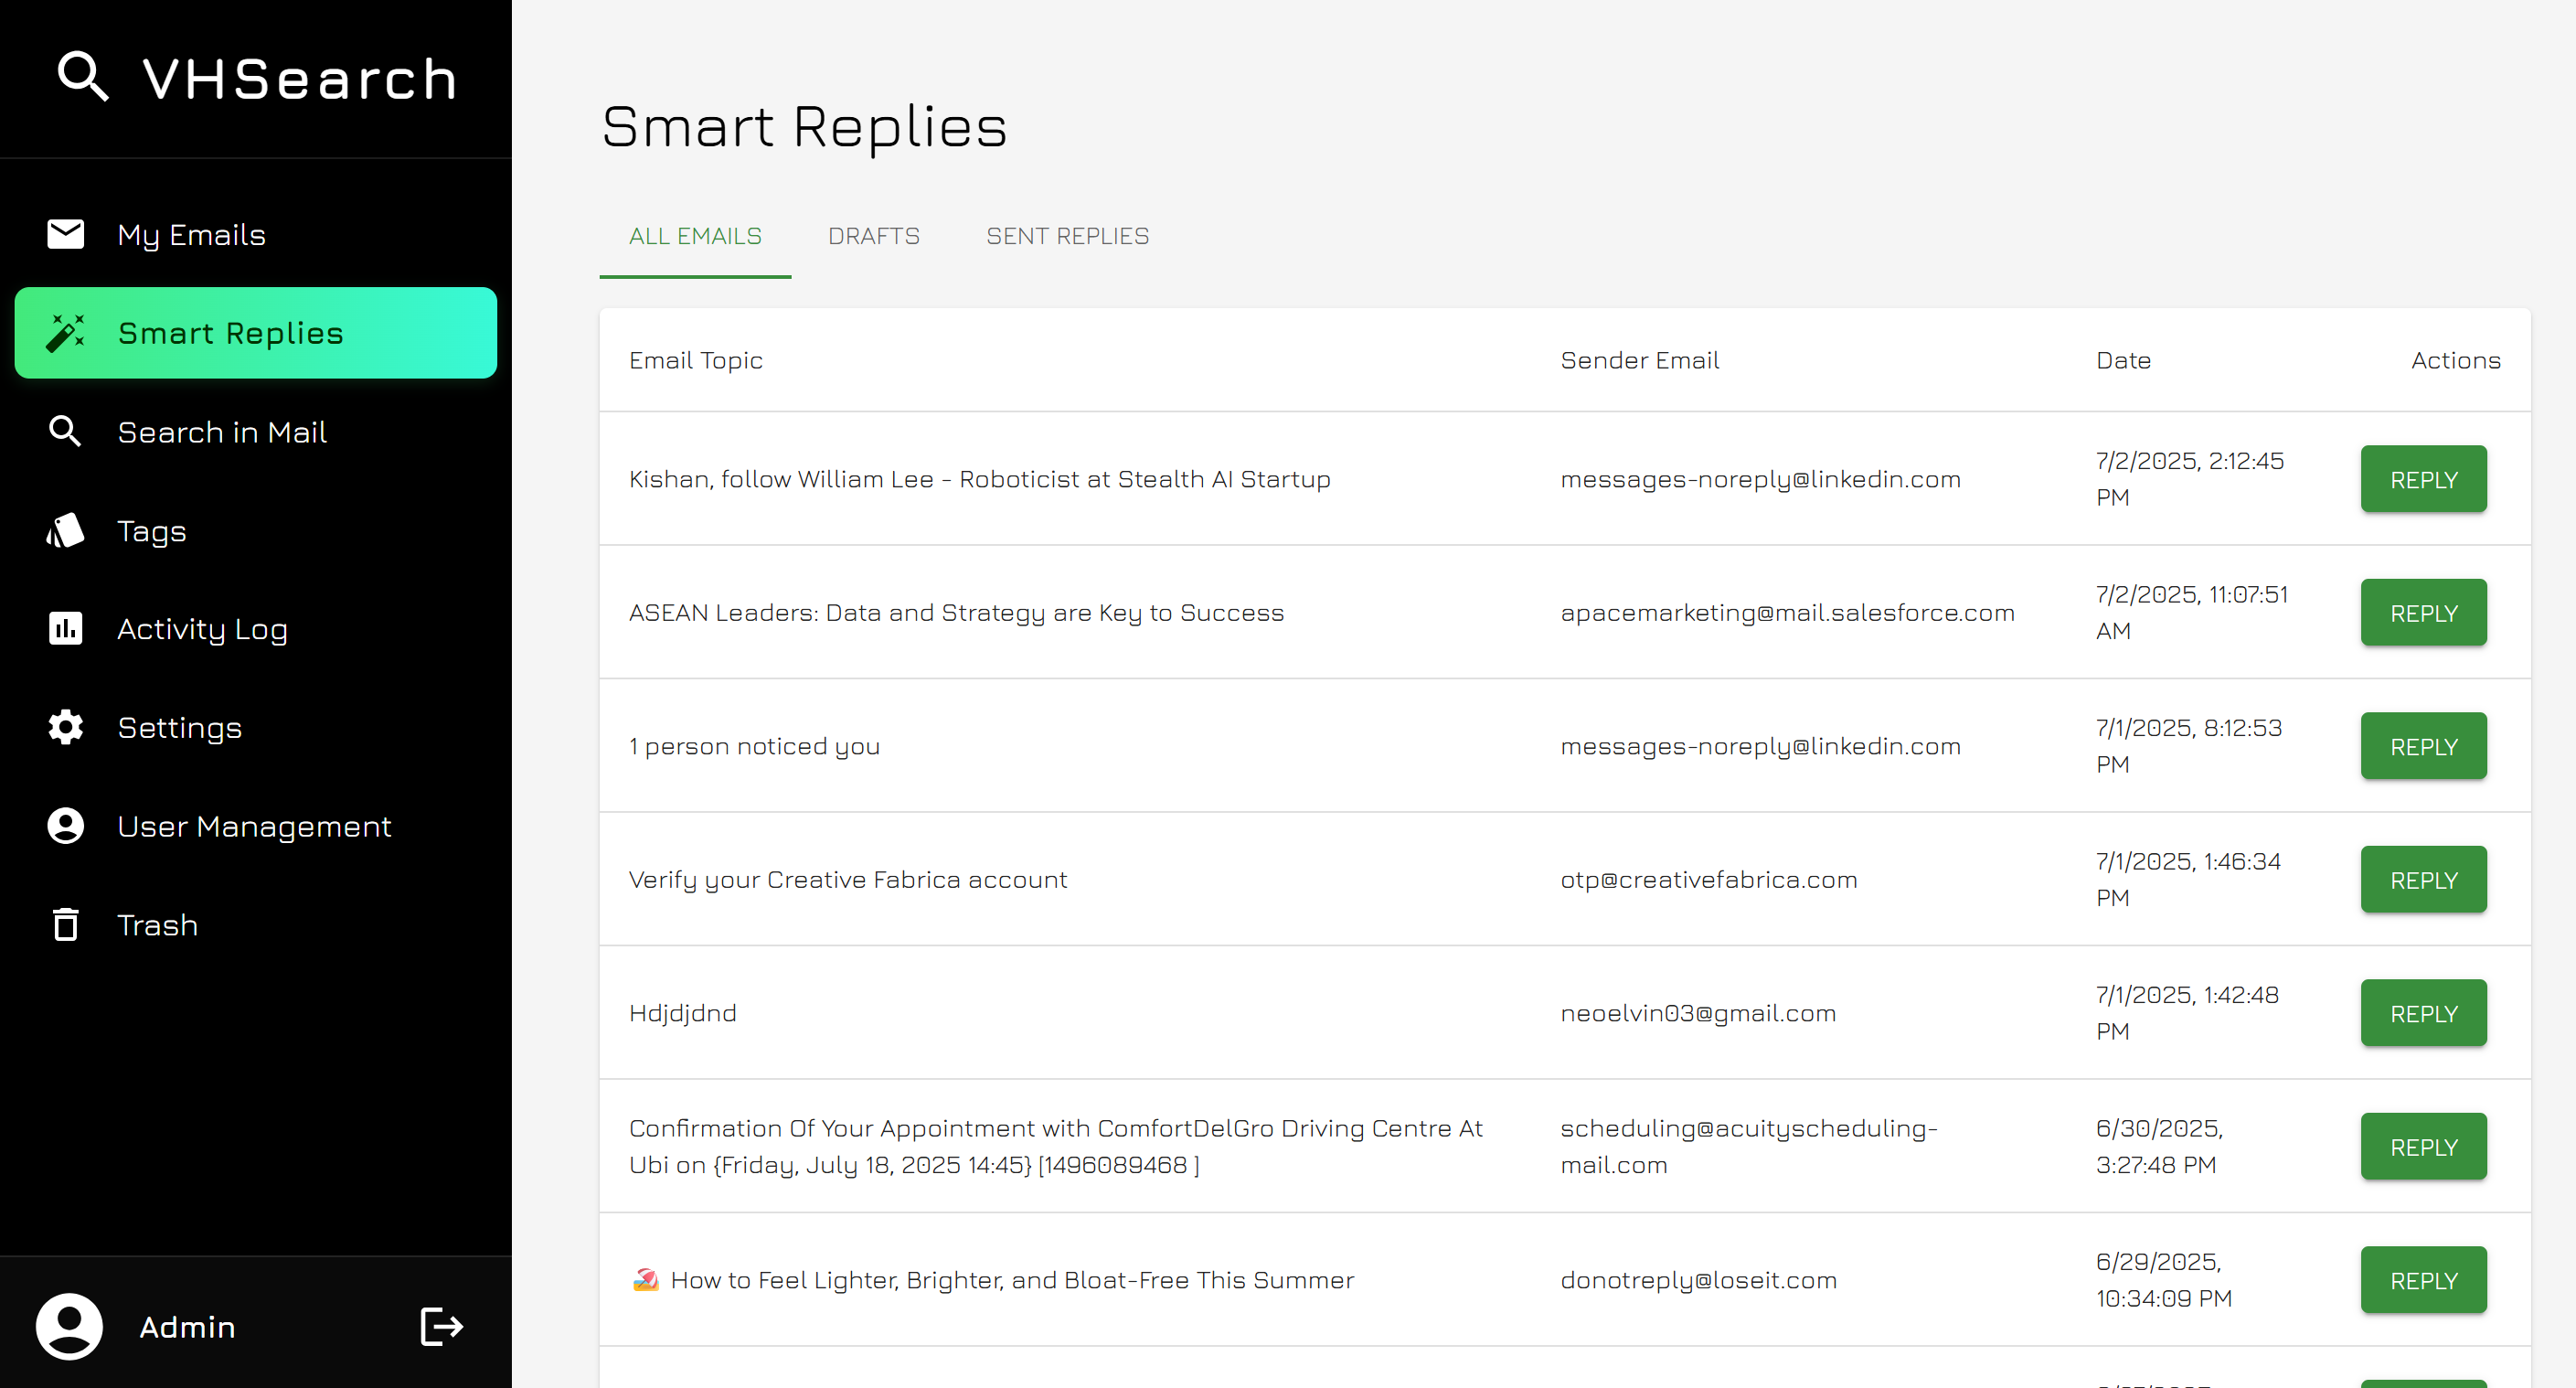 VHSearch
My Emails
Smart Replies
Search in Mail
Tags
Activity Log
Settings
User Management
Trash
Admin
Smart Replies
ALL EMAILS DRAFTS SENT REPLIES
Email Topic Sender Email Date Actions
Kishan, follow William Lee - Roboticist at Stealth AI Startup messages-noreply@linkedin.com 7/2/2025, 2:12:45
PM
REPLY
ASEAN Leaders: Data and Strategy are Key to Success apacemarketing@mail.salesforce.com 7/2/2025, 11:07:51
AM
REPLY
1 person noticed you messages-noreply@linkedin.com 7/1/2025, 8:12:53
PM
REPLY
Verify your Creative Fabrica account otp@creativefabrica.com 7/1/2025, 1:46:34
PM
REPLY
Hdjdjdnd neoelvin03@gmail.com 7/1/2025, 1:42:48
PM
REPLY
Confirmation Of Your Appointment with ComfortDelGro Driving Centre At scheduling@acuityscheduling- 6/30/2025,
Ubi on {Friday, July 18, 2025 14:45} [1496089468 ] mail.com 3:27:48 PM
REPLY
🏖️ How to Feel Lighter, Brighter, and Bloat-Free This Summer donotreply@loseit.com 6/29/2025,
10:34:09 PM
REPLY